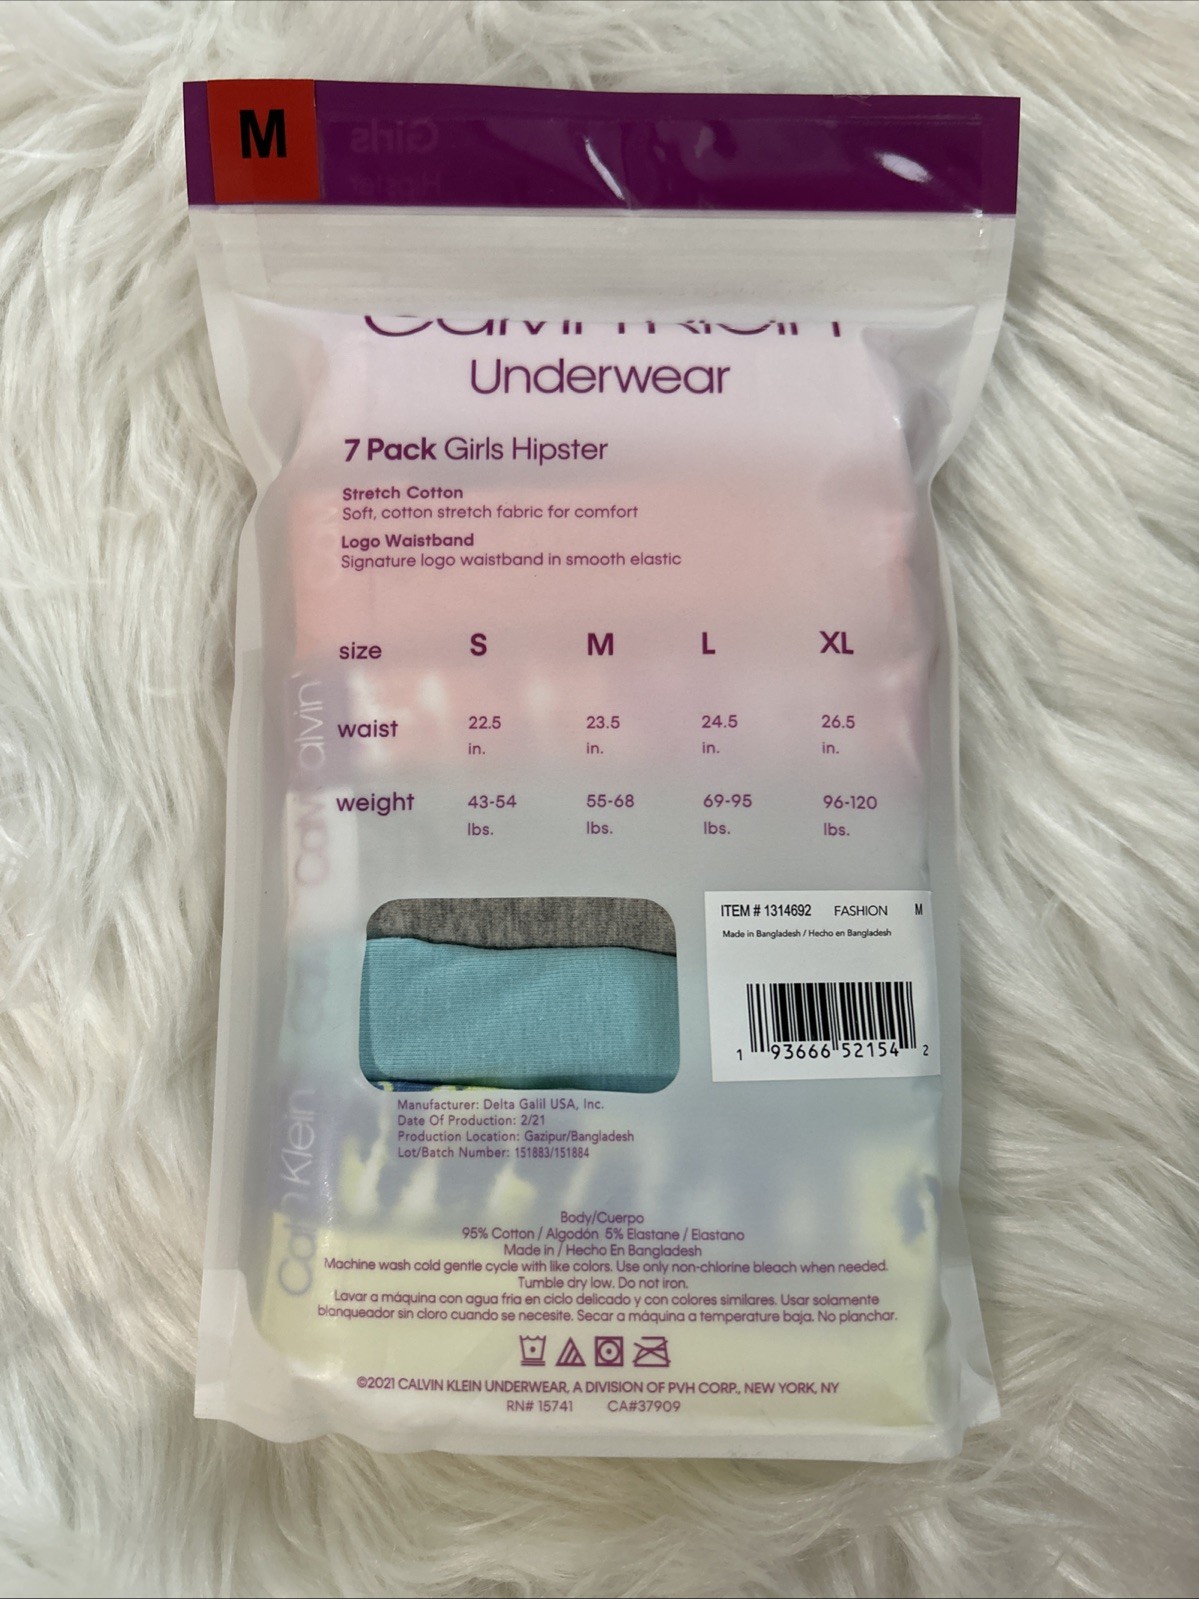 M
Girls
Hipster
Calvin Klein
Underwear
7 Pack Girls Hipster
Stretch Cotton
Soft, cotton stretch fabric for comfort
Logo Waistband
Signature logo waistband in smooth elastic
size S M L XL
waist 22.5 in. 23.5 in. 24.5 in. 26.5 in.
weight 43-54 lbs. 55-68 lbs. 69-95 lbs. 96-120 lbs.
ITEM # 1314692 FASHION M
Made in Bangladesh / Hecho en Bangladesh
1 93666 52154 2
Manufacturer: Delta Galil USA, Inc.
Date Of Production: 2/21
Production Location: Gazipur/Bangladesh
Lot/Batch Number: 151883/151884
Body/Cuerpo
95% Cotton / Algodón 5% Elastane / Elastano
Made in / Hecho En Bangladesh
Machine wash cold gentle cycle with like colors. Use only non-chlorine bleach when needed.
Tumble dry low. Do not iron.
Lavar a máquina con agua fria en ciclo delicado y con colores similares. Usar solamente
blanqueador sin cloro cuando se necesite. Secar a máquina a temperature baja. No planchar.
©2021 CALVIN KLEIN UNDERWEAR, A DIVISION OF PVH CORP., NEW YORK, NY
RN# 15741 CA#37909
Calvin Klein